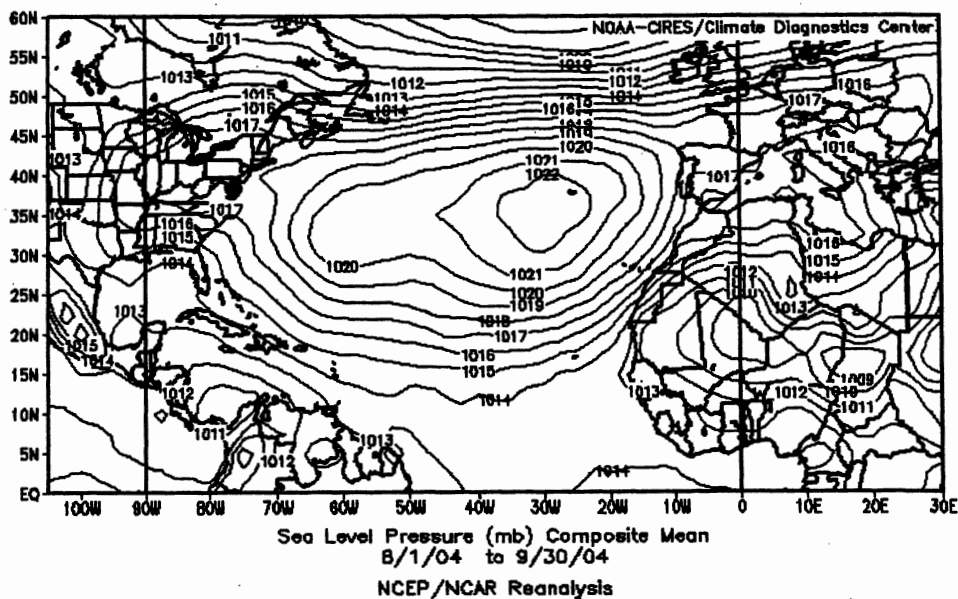 60N
NOAA-CIRES/Climate Diagnostics Center
1011
55N
1011
1013
1012
1012
1016
50N
1015
1013
1014
1017
1016
1014
1016
45N
1017
1020
1016
1013
1021
40N
1022
1017
35N
1014
1017
1016
1016
1015
30N
1014
1020
1021
1012
1015
1014
25N
1020
1013
1019
1013
20N
1017
1015
1016
15N
1014
1015
1009
1012
1013
1012
1010
10N
1011
1011
1011
5N
1012
1013
EQ
1011
100W 90W 80W 70W 60W 50W 40W 30W 20W 10W 0 10E 20E 30E
Sea Level Pressure (mb) Composite Mean
8/1/04 to 9/30/04
NCEP/NCAR Reanalysis